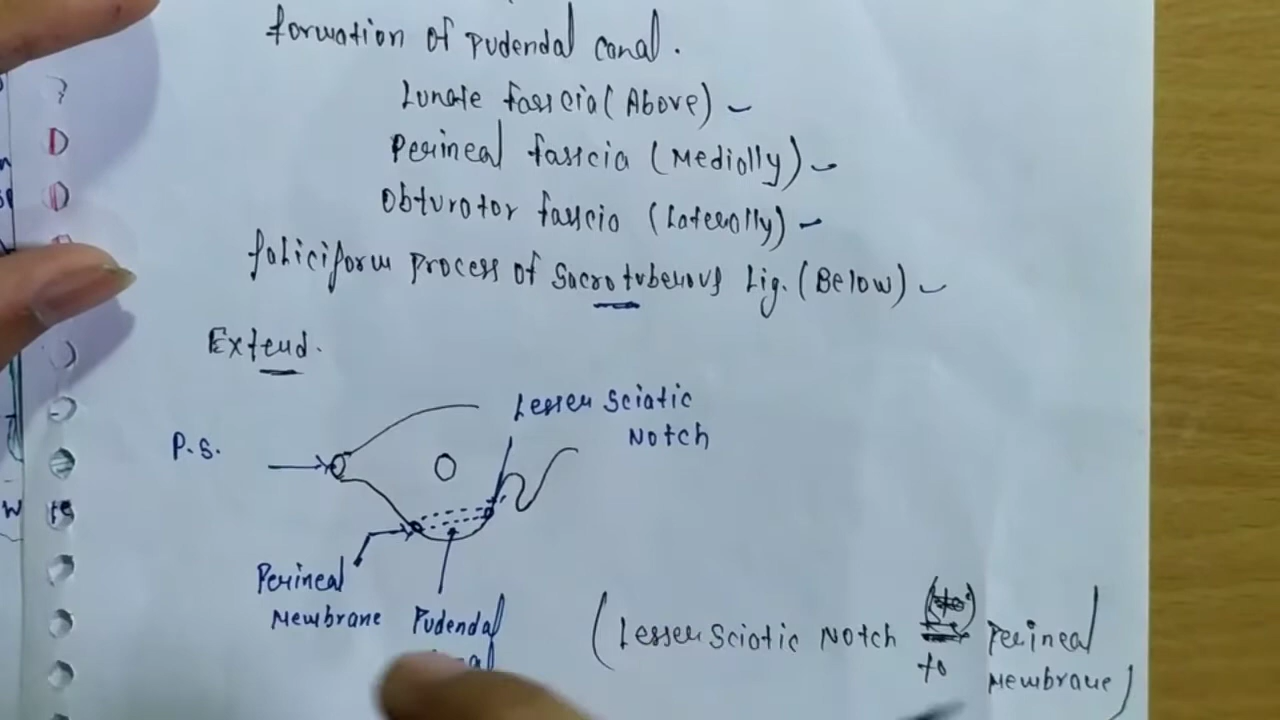 formation of pudendal canal.
Lunate fascia (Above)
Perineal fascia (Medially)
Obturator fascia (Laterally)
faliciform process of Sacrotuberous Lig. (Below)
Extend.
Lesser Sciatic
Notch
P.S.
Perineal
Membrane
Pudendal
(Lesser Sciatic Notch to Perineal
Membrane)